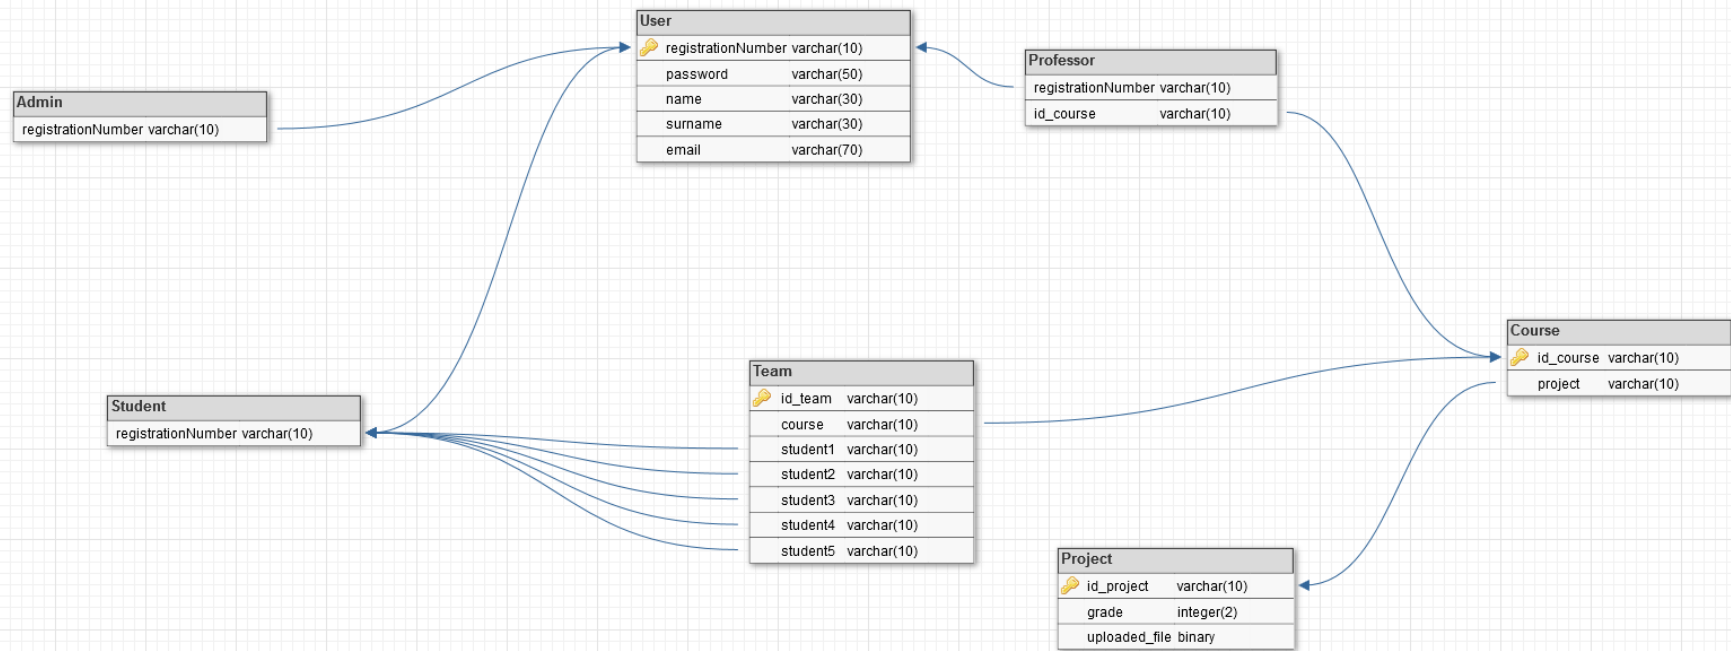 User
registrationNumber varchar(10)
password varchar(50)
name varchar(30)
surname varchar(30)
email varchar(70)
Professor
registrationNumber varchar(10)
id_course varchar(10)
Admin
registrationNumber varchar(10)
Course
id_course varchar(10)
project varchar(10)
Team
id_team varchar(10)
course varchar(10)
student1 varchar(10)
student2 varchar(10)
student3 varchar(10)
student4 varchar(10)
student5 varchar(10)
Student
registrationNumber varchar(10)
Project
id_project varchar(10)
grade integer(2)
uploaded_file binary